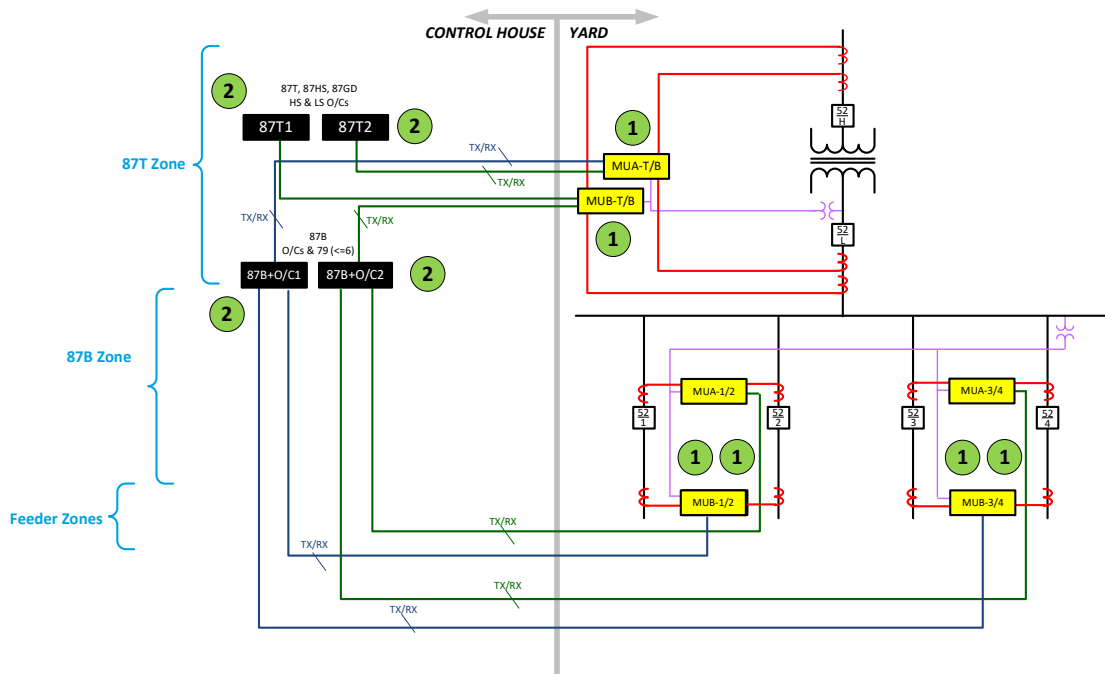 CONTROL HOUSE
YARD
2
87T, 87HS, 87GD
HS & LS O/Cs
87T1
87T2
2
1
52
H
87T Zone
TX/RX
TX/RX
MUA-T/B
MUB-T/B
TX/RX
TX/RX
1
52
L
87B
O/Cs & 79 (<=6)
87B+O/C1
87B+O/C2
2
2
87B Zone
MUA-1/2
MUA-3/4
52
1
52
2
52
3
52
4
1
1
1
1
MUB-1/2
MUB-3/4
Feeder Zones
TX/RX
TX/RX
TX/RX
TX/RX